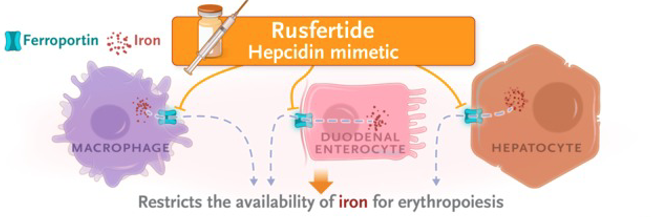 Rusfertide
Hepcidin mimetic
Ferroportin
Iron
MACROPHAGE
DUODENAL
ENTEROCYTE
HEPATOCYTE
Restricts the availability of iron for erythropoiesis